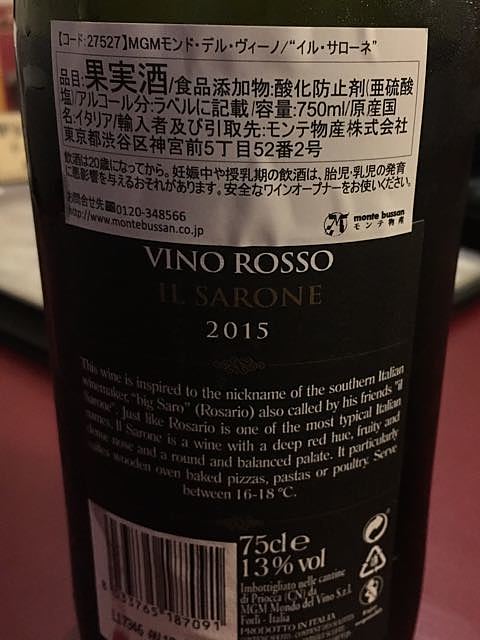 【コード:27527】MGMモンド・デル・ヴィーノ/“イル・サローネ”
品目:果実酒/食品添加物:酸化防止剤(亜硫酸
塩)/アルコール分:ラベルに記載/容量:750ml/原産国
名:イタリア/輸入者及び引取先:モンテ物産株式会社
東京都渋谷区神宮前5丁目52番2号
飲酒は20歳になってから。妊娠中や授乳期の飲酒は、胎児・乳児の発育
に悪影響を与えるおそれがあります。安全なワインオープナーをお使いください。
お問合せ先 0120-348566
http://www.montebussan.co.jp
monte bussan
モンテ物産
VINO ROSSO
IL SARONE
2015
This wine is inspired to the nickname of the southern Italian
winemaker, "big Saro" (Rosario) also called by his friends "il
Sarone". Just like Rosario is one of the most typical Italian
names, Il Sarone is a wine with a deep red hue, fruity and
dense nose and a round and balanced palate. It particularly
wooden oven baked pizzas, pastas or poultry. Serve
between 16-18 °C.
75cl e
13% vol
Imbottigliato nelle cantine
di Priocca (CN) da
MGM Mondo del Vino S.r.l.
Forlì - Italia
PRODOTTO IN ITALIA
8 033765 187091